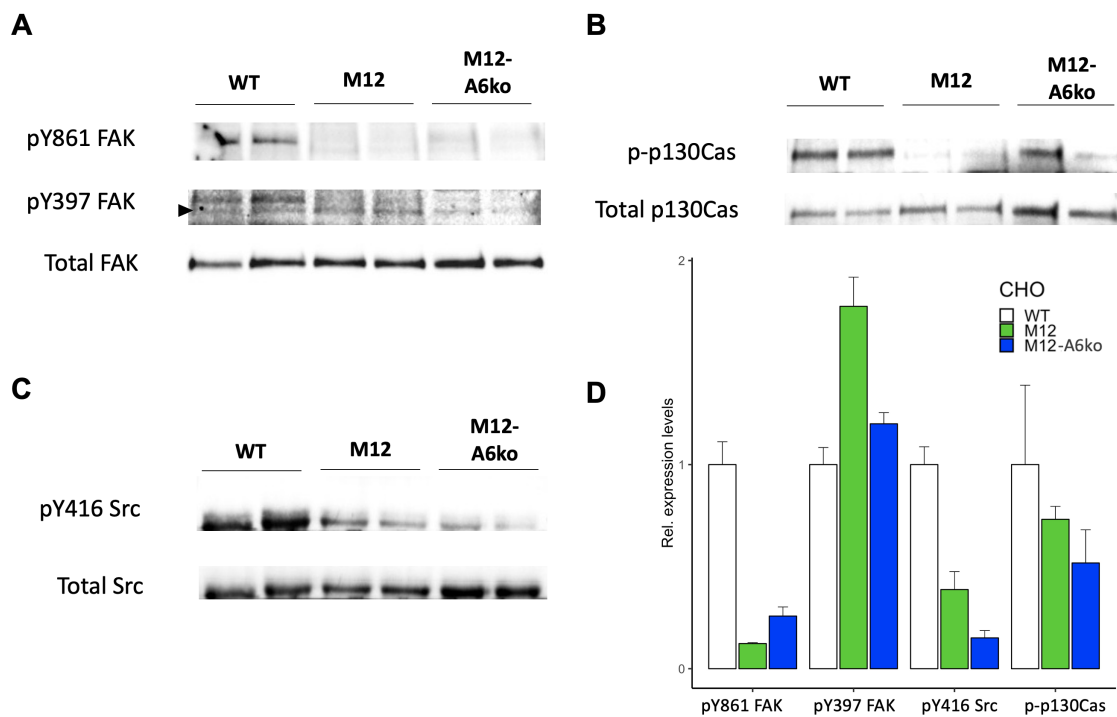 A
WT
M12
M12-
A6ko
pY861 FAK
pY397 FAK
Total FAK
B
WT
M12
M12-
A6ko
p-p130Cas
Total p130Cas
C
WT
M12
M12-
A6ko
pY416 Src
Total Src
D
2
1
0
Rel. expression levels
CHO
WT
M12
M12-A6ko
pY861 FAK
pY397 FAK
pY416 Src
p-p130Cas